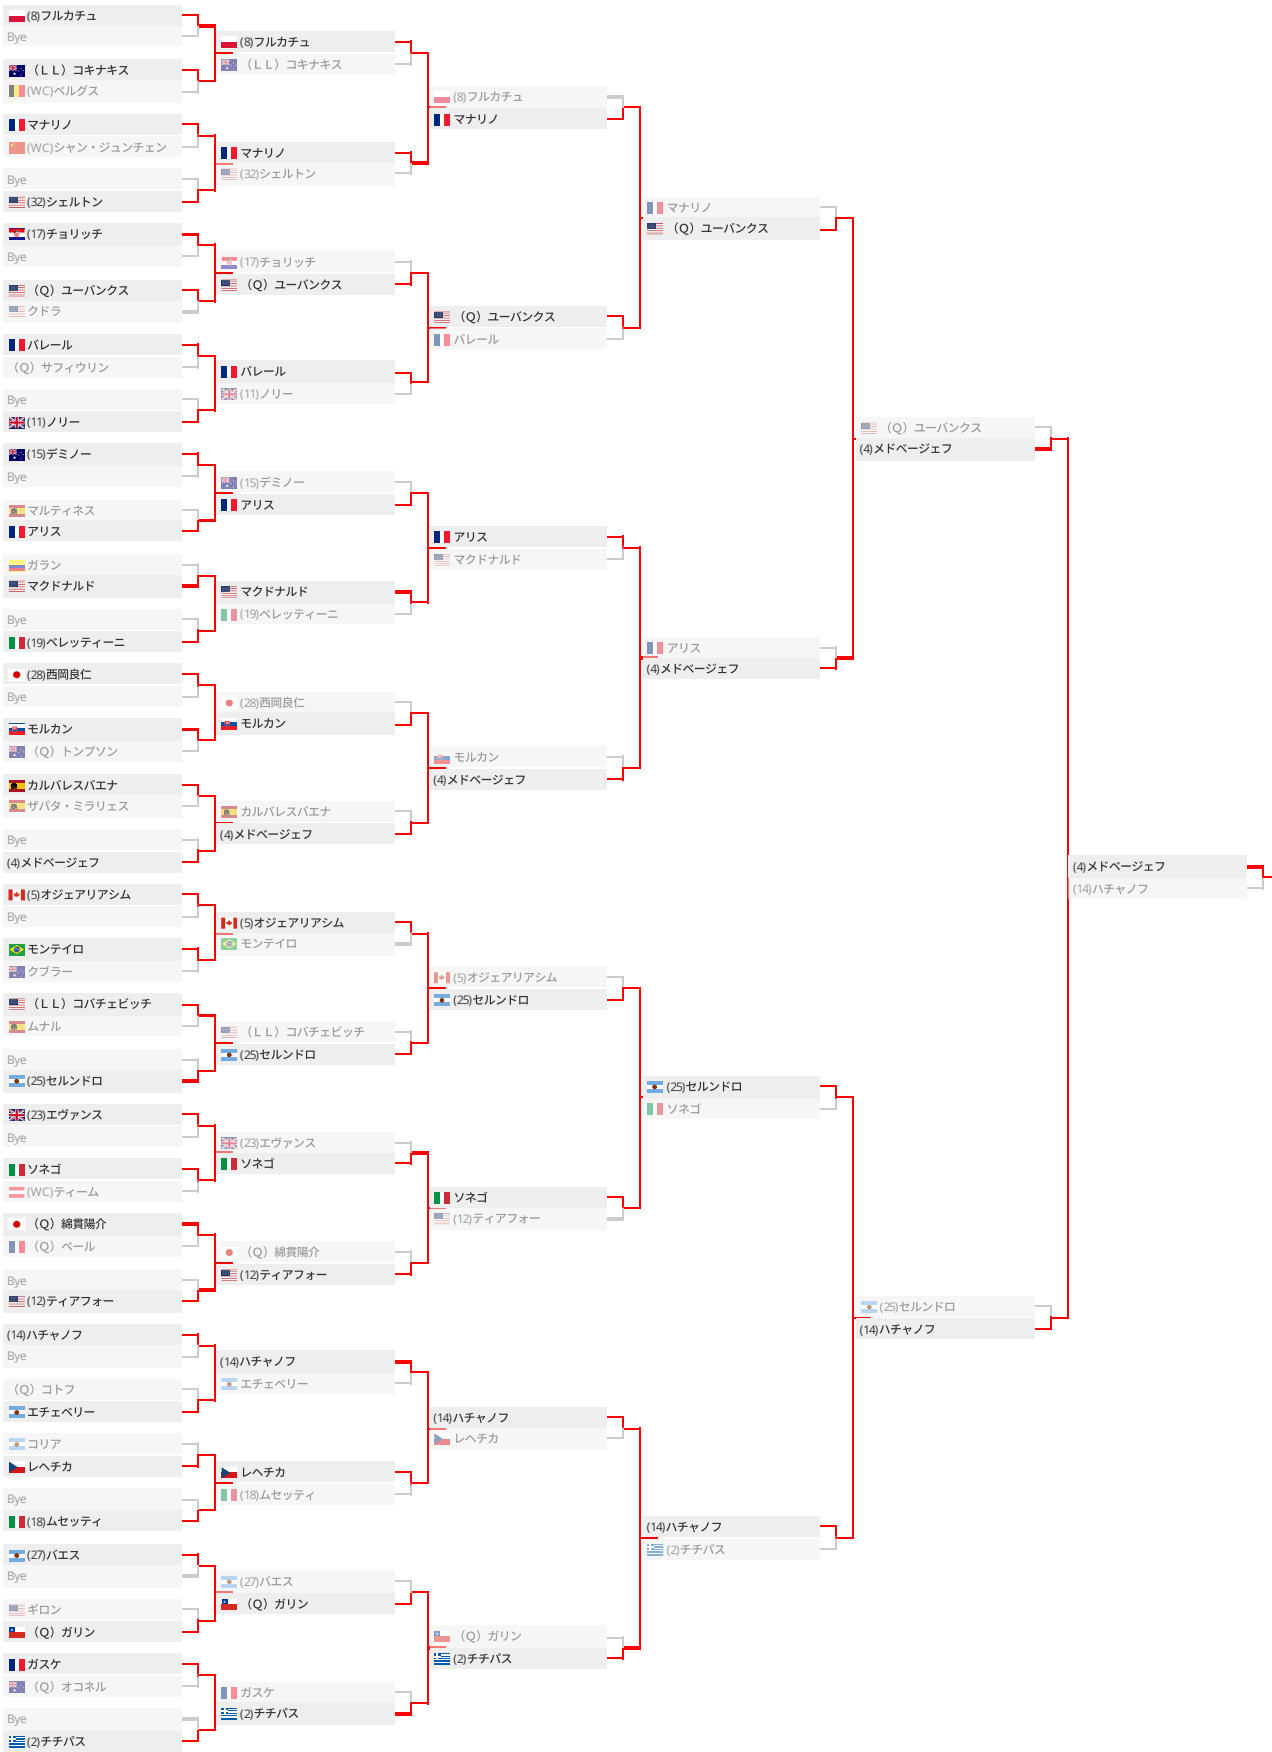 (8)フルカチュ
Bye
（ＬＬ）コキナキス
(WC)ベルグス
マナリノ
(WC)シャン・ジュンチェン
Bye
(32)シェルトン
(17)チョリッチ
Bye
（Q）ユーバンクス
クドラ
バレール
（Q）サフィウリン
Bye
(11)ノリー
(15)デミノー
Bye
マルティネス
アリス
ガラン
マクドナルド
Bye
(19)ベレッティーニ
(28)西岡良仁
Bye
モルカン
（Q）トンプソン
カルバレスバエナ
ザパタ・ミラリェス
Bye
(4)メドベージェフ
(5)オジェアリアシム
Bye
モンテイロ
クブラー
（ＬＬ）コバチェビッチ
ムナル
Bye
(25)セルンドロ
(23)エヴァンス
Bye
ソネゴ
(WC)ティーム
（Q）綿貫陽介
（Q）ペール
Bye
(12)ティアフォー
(14)ハチャノフ
Bye
（Q）コトフ
エチェベリー
コリア
レヘチカ
Bye
(18)ムセッティ
(27)バエス
Bye
ギロン
（Q）ガリン
ガスケ
（Q）オコネル
Bye
(2)チチパス
(8)フルカチュ
（ＬＬ）コキナキス
マナリノ
(32)シェルトン
(17)チョリッチ
（Q）ユーバンクス
バレール
(11)ノリー
(15)デミノー
アリス
マクドナルド
(19)ベレッティーニ
(28)西岡良仁
モルカン
カルバレスバエナ
(4)メドベージェフ
(5)オジェアリアシム
モンテイロ
（ＬＬ）コバチェビッチ
(25)セルンドロ
(23)エヴァンス
ソネゴ
（Q）綿貫陽介
(12)ティアフォー
(14)ハチャノフ
エチェベリー
レヘチカ
(18)ムセッティ
(27)バエス
（Q）ガリン
ガスケ
(2)チチパス
(8)フルカチュ
マナリノ
（Q）ユーバンクス
バレール
アリス
マクドナルド
モルカン
(4)メドベージェフ
(5)オジェアリアシム
(25)セルンドロ
ソネゴ
(12)ティアフォー
(14)ハチャノフ
レヘチカ
（Q）ガリン
(2)チチパス
マナリノ
（Q）ユーバンクス
アリス
(4)メドベージェフ
(25)セルンドロ
ソネゴ
(14)ハチャノフ
(2)チチパス
（Q）ユーバンクス
(4)メドベージェフ
(25)セルンドロ
(14)ハチャノフ
(4)メドベージェフ
(14)ハチャノフ